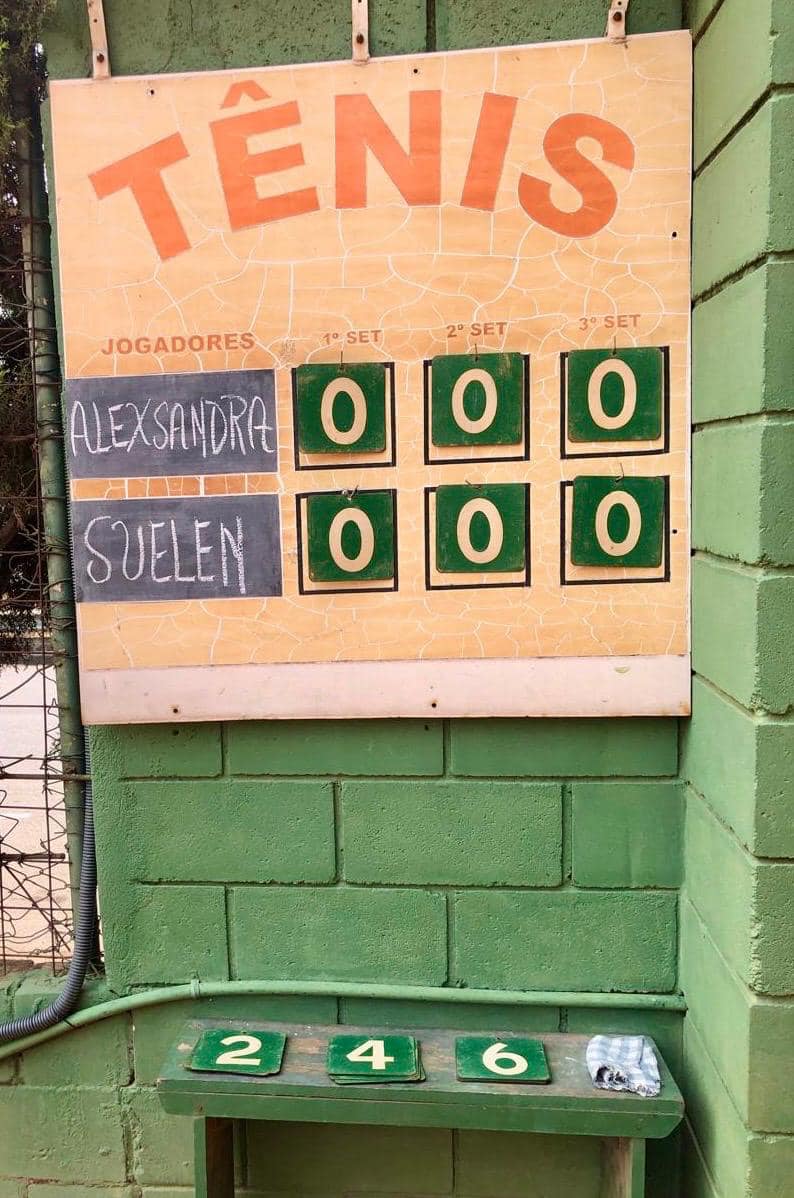 TÊNIS
JOGADORES 1º SET 2º SET 3º SET
ALEXSANDRA 0 0 0
SUELEN 0 0 0
2 4 6